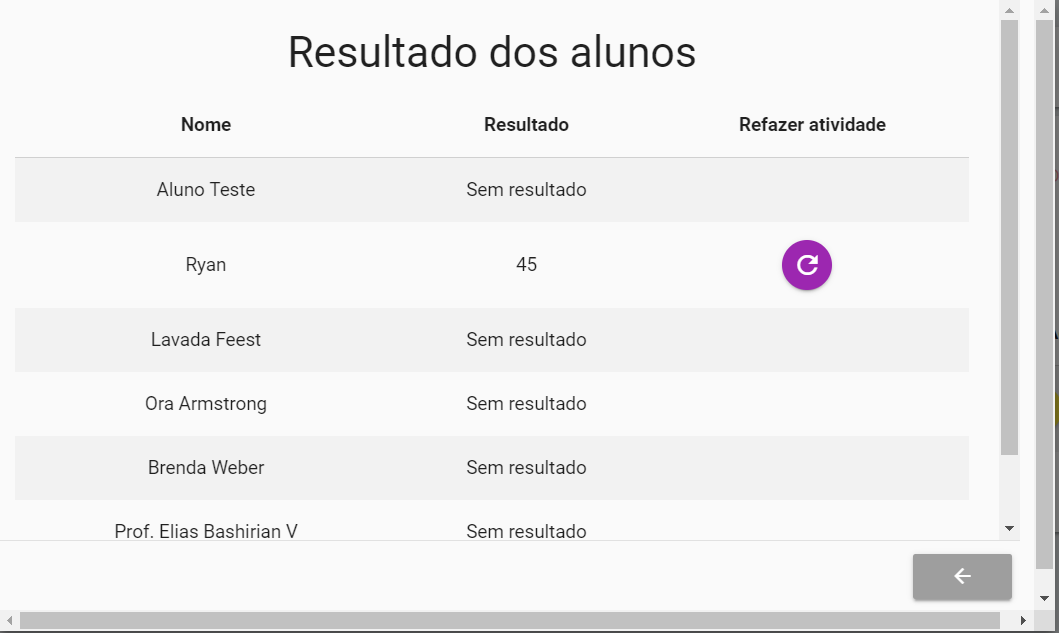 Resultado dos alunos
Nome Resultado Refazer atividade
Aluno Teste Sem resultado
Ryan 45
Lavada Feest Sem resultado
Ora Armstrong Sem resultado
Brenda Weber Sem resultado
Prof. Elias Bashirian V Sem resultado